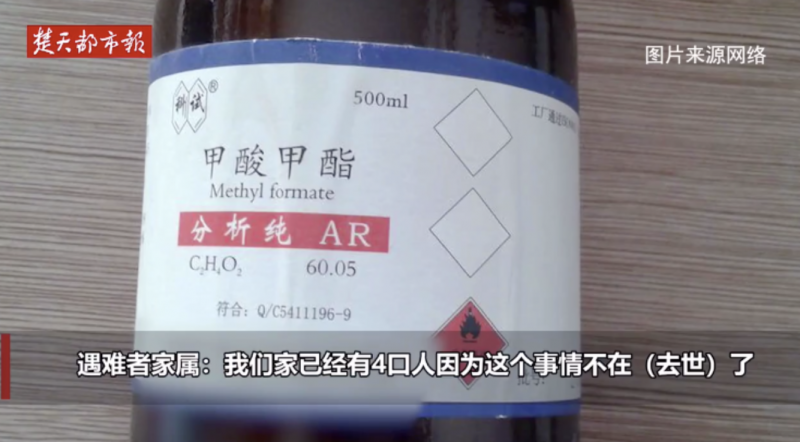 楚天都市報
图片来源网络
科试®
500ml
甲酸甲酯
Methyl formate
分析纯 AR
C₂H₄O₂ 60.05
符合：Q/C5411196-9
遇难者家属：我们家已经有4口人因为这个事情不在（去世）了